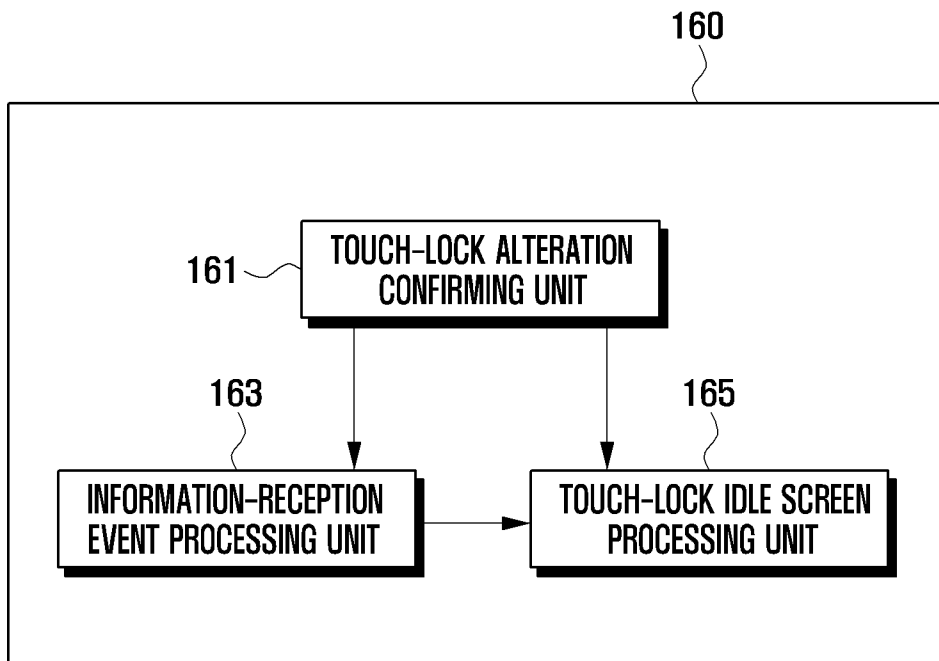 160
TOUCH-LOCK ALTERATION
CONFIRMING UNIT
161
163
165
INFORMATION-RECEPTION
EVENT PROCESSING UNIT
TOUCH-LOCK IDLE SCREEN
PROCESSING UNIT